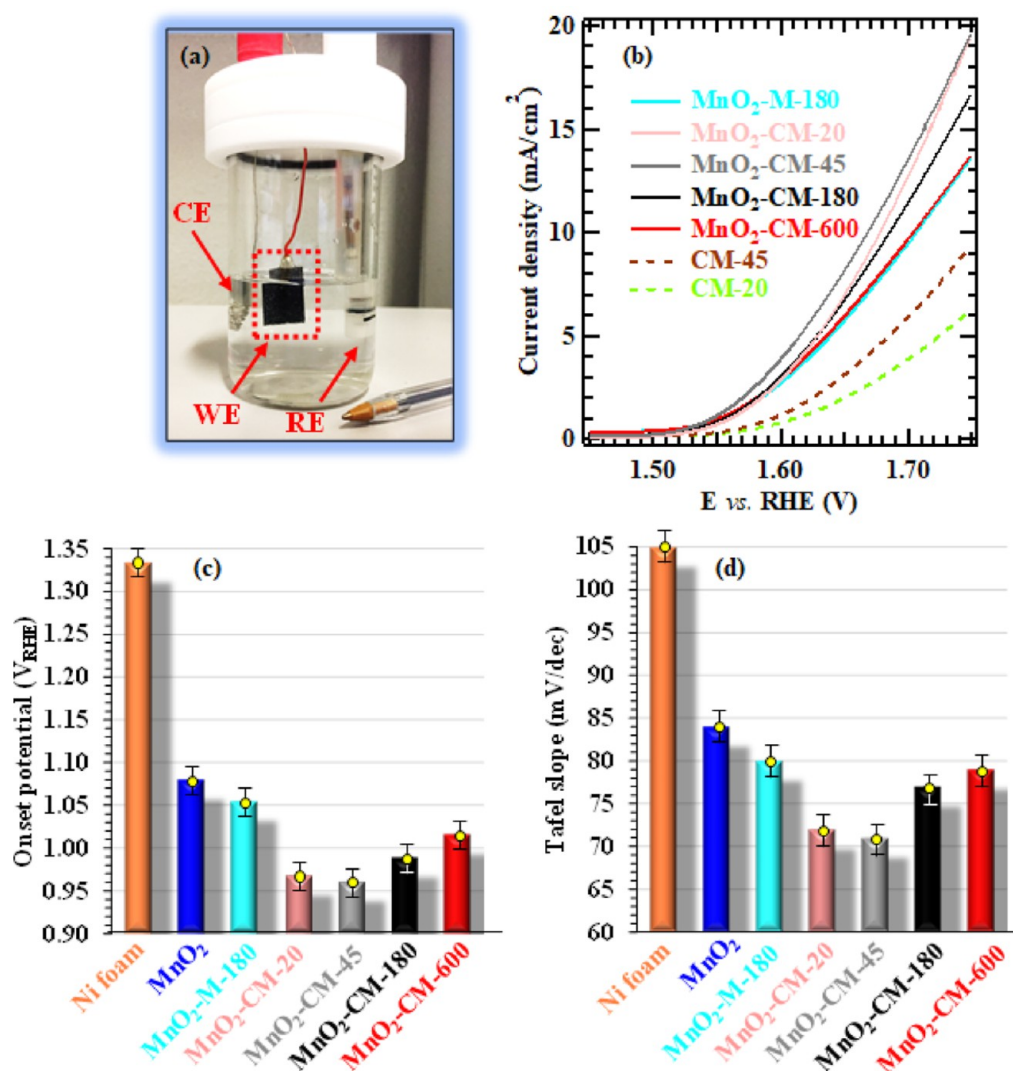 (a)
CE
WE
RE
(b)
Current density (mA/cm²)
20
15
10
5
0
MnO₂-M-180
MnO₂-CM-20
MnO₂-CM-45
MnO₂-CM-180
MnO₂-CM-600
CM-45
CM-20
1.50 1.60 1.70
E vs. RHE (V)
(c)
Onset potential (V_RHE)
1.35
1.30
1.25
1.20
1.15
1.10
1.05
1.00
0.95
0.90
Ni foam
MnO₂
MnO₂-M-180
MnO₂-CM-20
MnO₂-CM-45
MnO₂-CM-180
MnO₂-CM-600
(d)
Tafel slope (mV/dec)
105
100
95
90
85
80
75
70
65
60
Ni foam
MnO₂
MnO₂-M-180
MnO₂-CM-20
MnO₂-CM-45
MnO₂-CM-180
MnO₂-CM-600